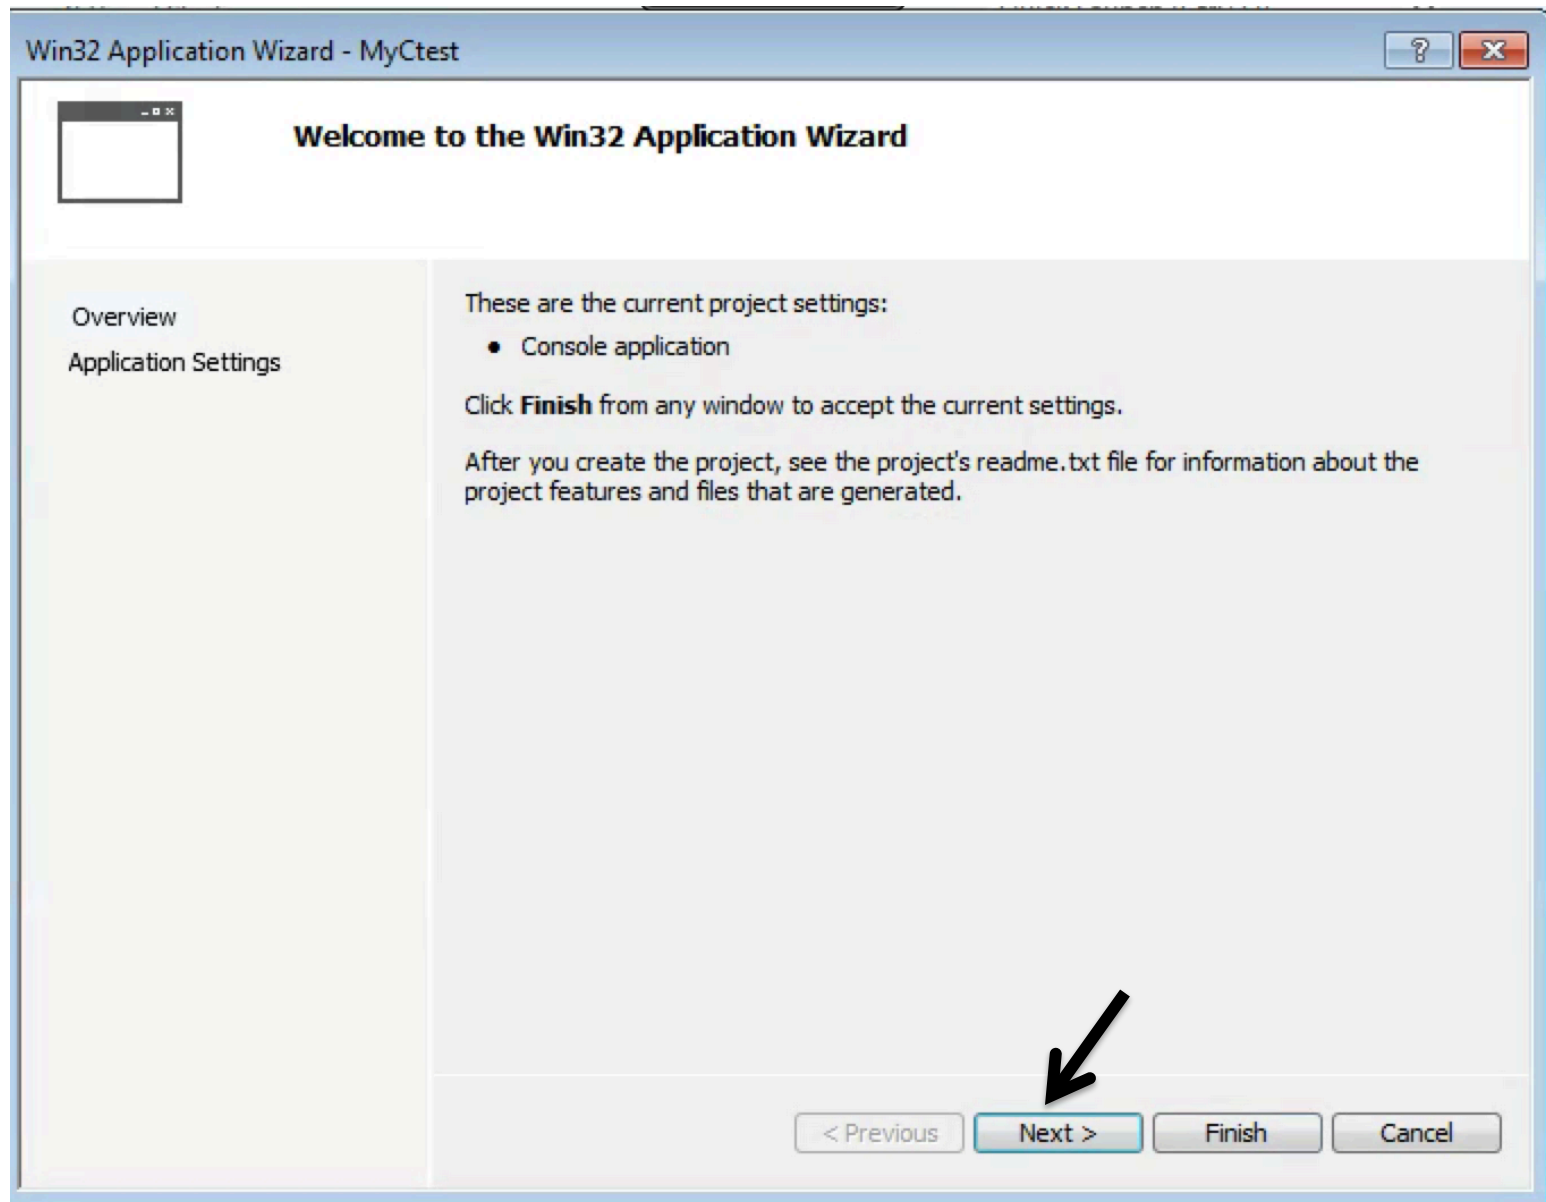 Win32 Application Wizard - MyCtest
Welcome to the Win32 Application Wizard
Overview
Application Settings
These are the current project settings:
• Console application
Click Finish from any window to accept the current settings.
After you create the project, see the project's readme.txt file for information about the
project features and files that are generated.
< Previous
Next >
Finish
Cancel